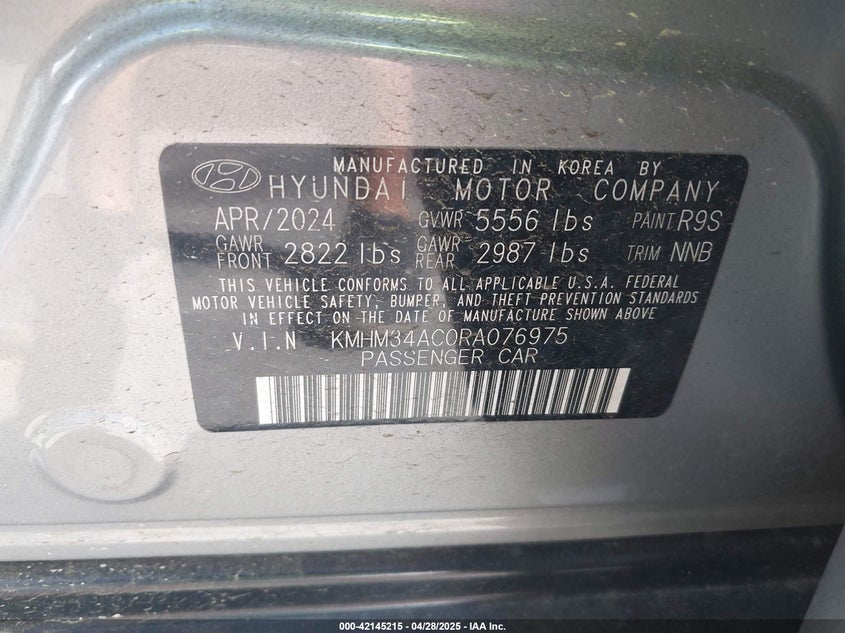 MANUFACTURED IN KOREA BY
HYUNDAI MOTOR COMPANY
APR/2024 GVWR 5556 lbs PAINT R9S
GAWR FRONT 2822 lbs GAWR REAR 2987 lbs TRIM NNB
THIS VEHICLE CONFORMS TO ALL APPLICABLE U.S.A. FEDERAL
MOTOR VEHICLE SAFETY, BUMPER, AND THEFT PREVENTION STANDARDS
IN EFFECT ON THE DATE OF MANUFACTURE SHOWN ABOVE
V.I.N KMHM34AC0RA076975
PASSENGER CAR
000-42145215 - 04/28/2025 - IAA Inc.